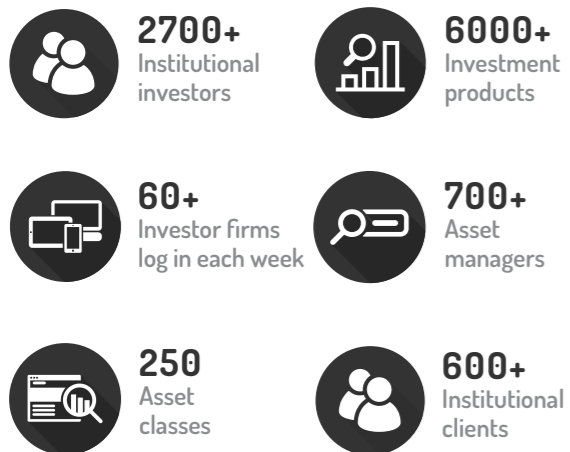 2700+
Institutional
investors
6000+
Investment
products
60+
Investor firms
log in each week
700+
Asset
managers
250
Asset
classes
600+
Institutional
clients